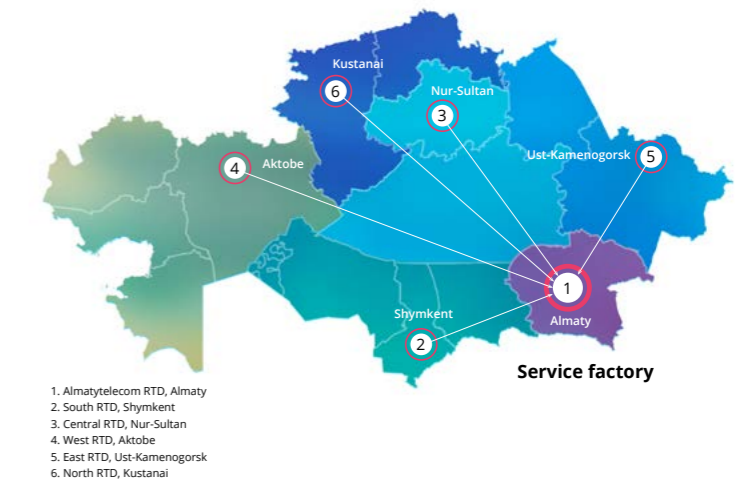 Kustanai
6
Nur-Sultan
3
Ust-Kamenogorsk
5
4
Aktobe
1
Almaty
Shymkent
2
Service factory
1. Almatytelecom RTD, Almaty
2. South RTD, Shymkent
3. Central RTD, Nur-Sultan
4. West RTD, Aktobe
5. East RTD, Ust-Kamenogorsk
6. North RTD, Kustanai